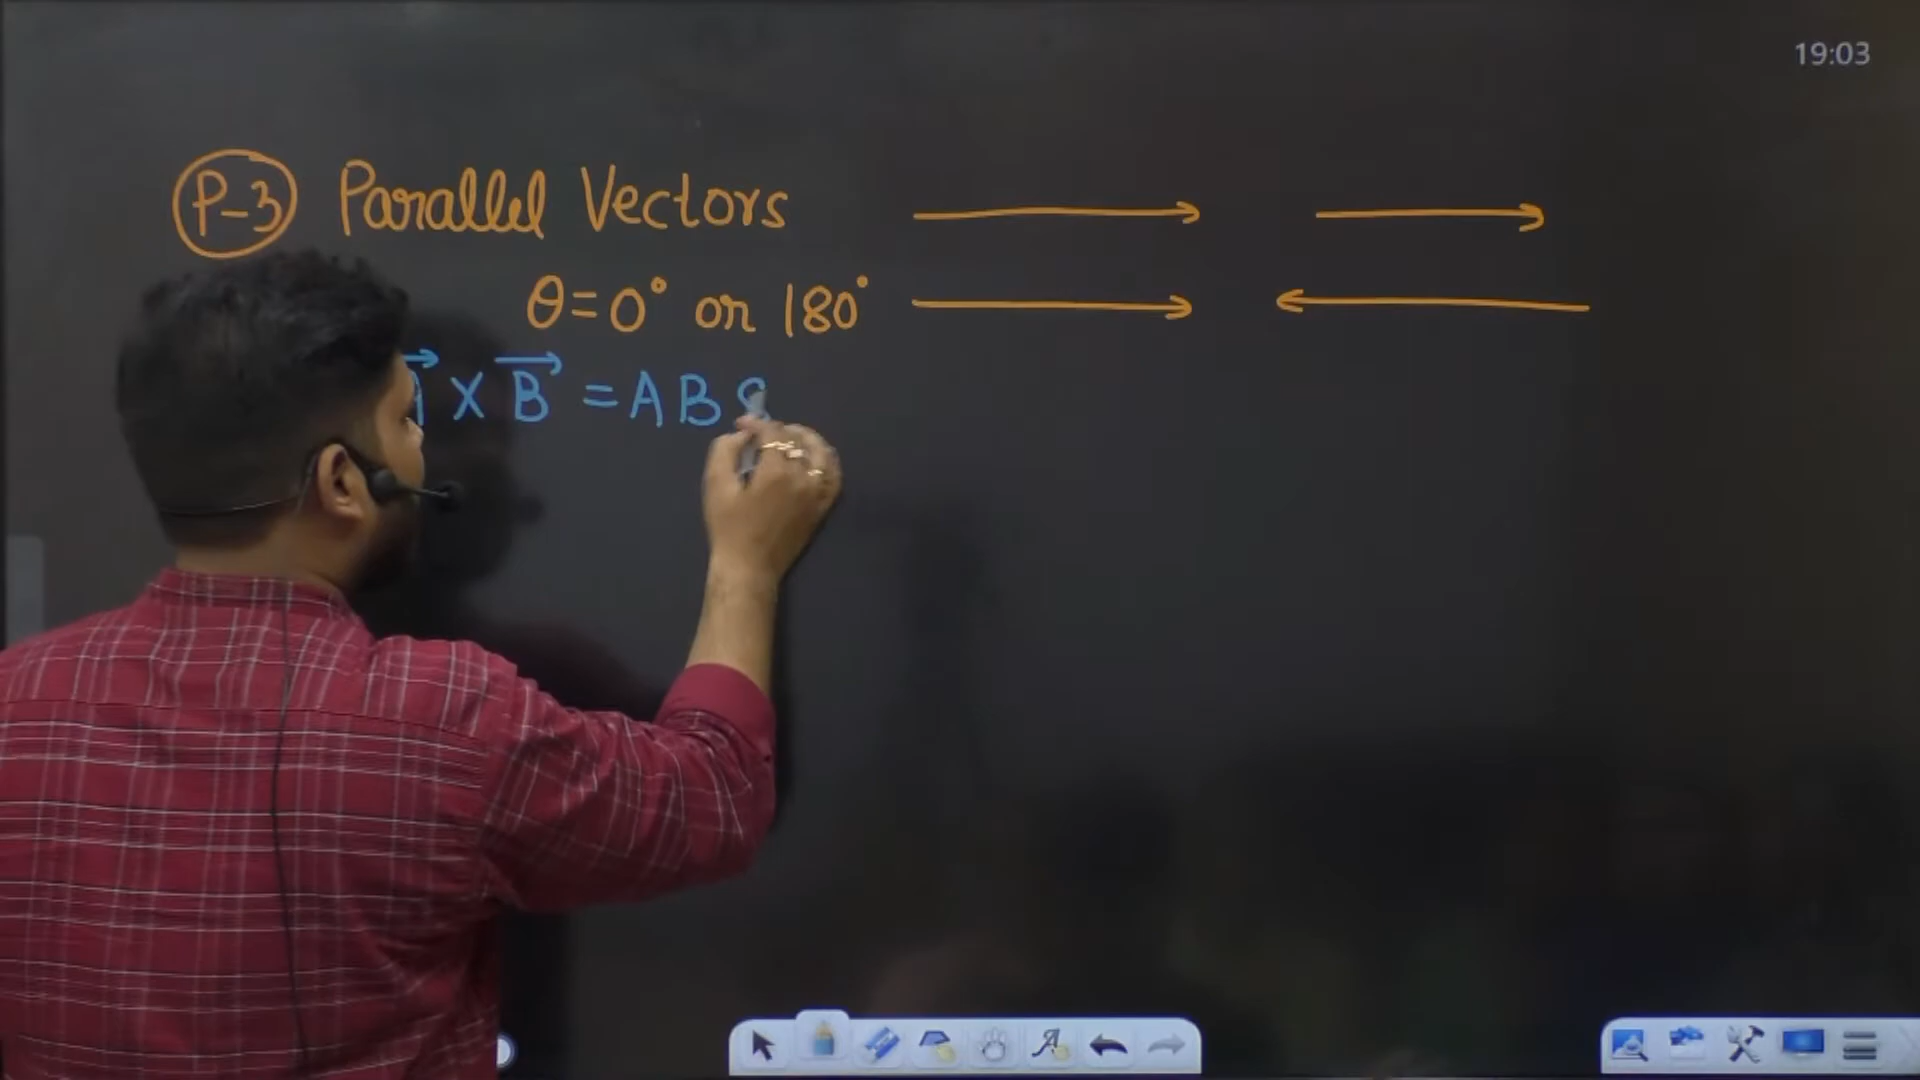 19:03
P-3 Parallel Vectors
θ = 0° or 180°
A × B = A B